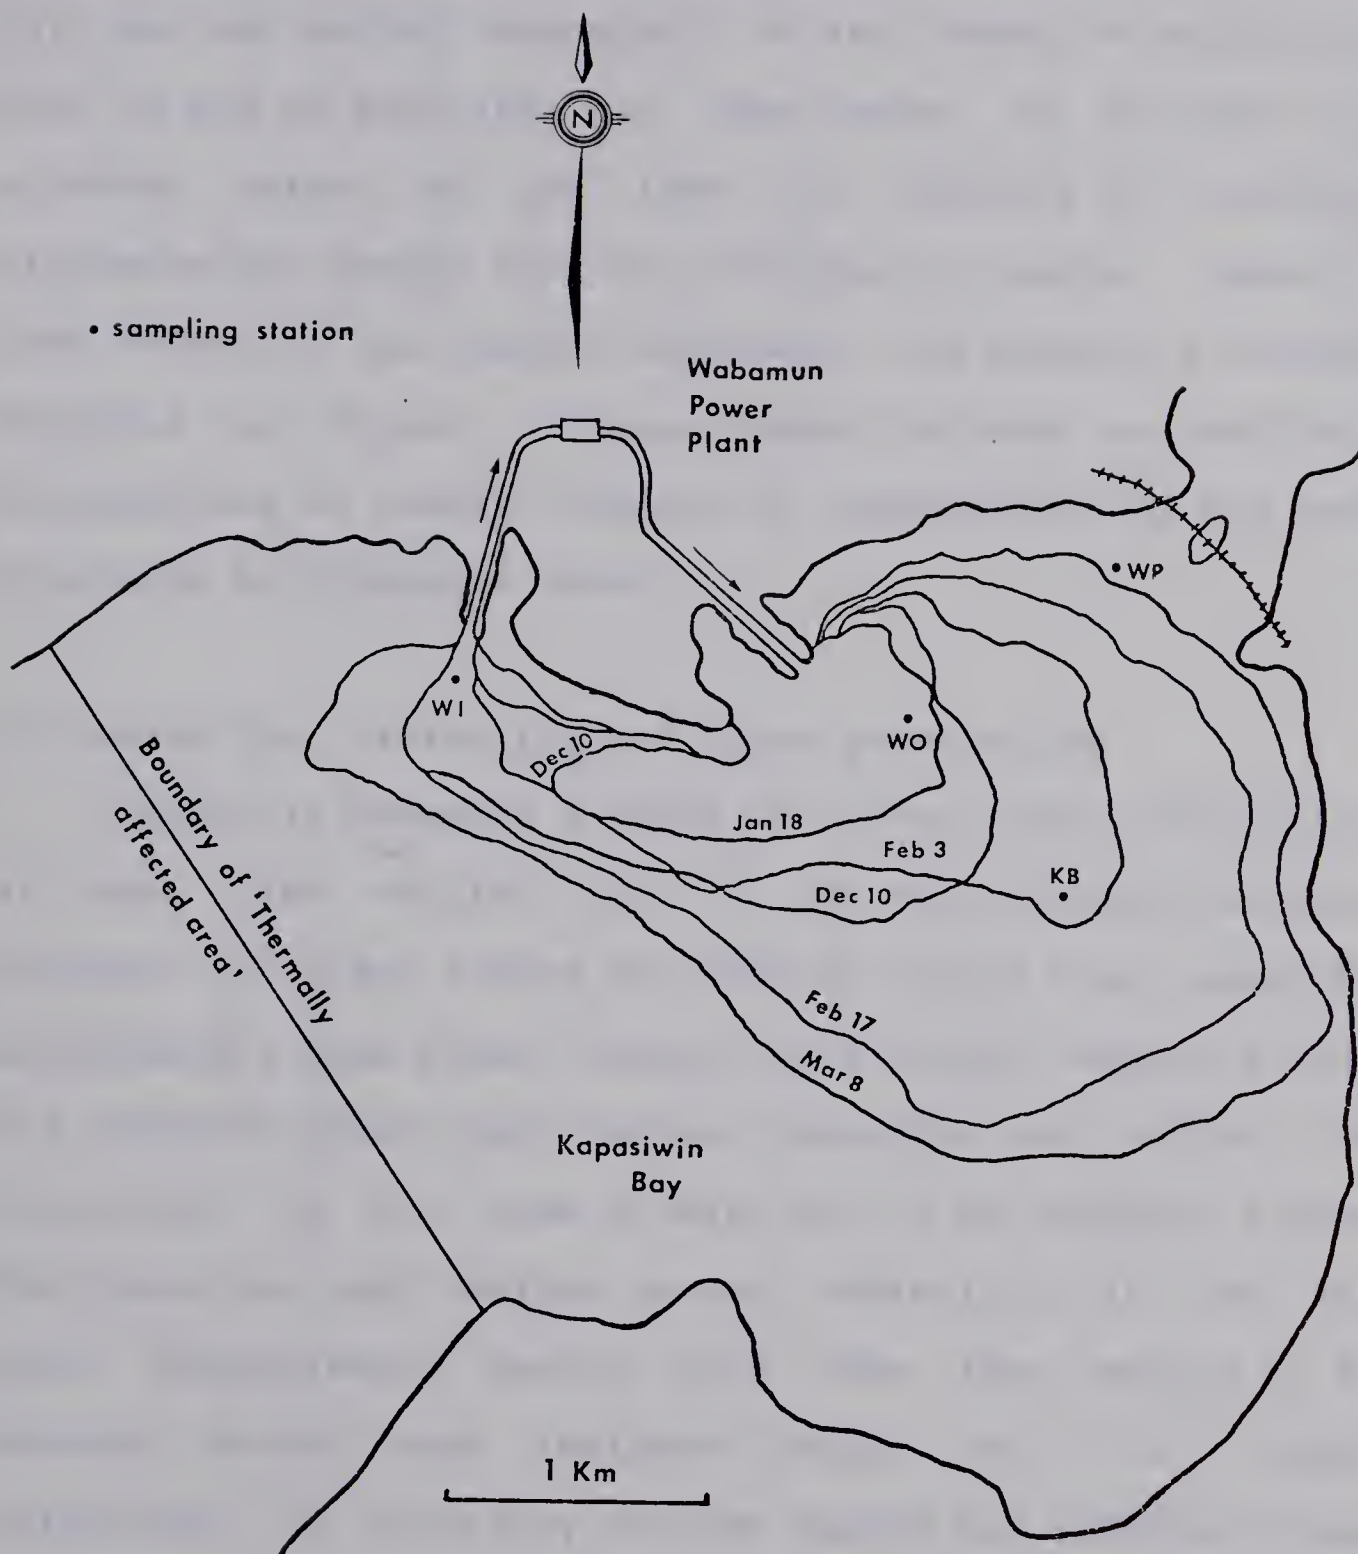 N
• sampling station
Wabamun
Power
Plant
WP
WI
WO
Dec 10
Jan 18
Feb 3
KB
Dec 10
Boundary of 'Thermally
affected area'
Feb 17
Mar 8
Kapasiwin
Bay
1 Km